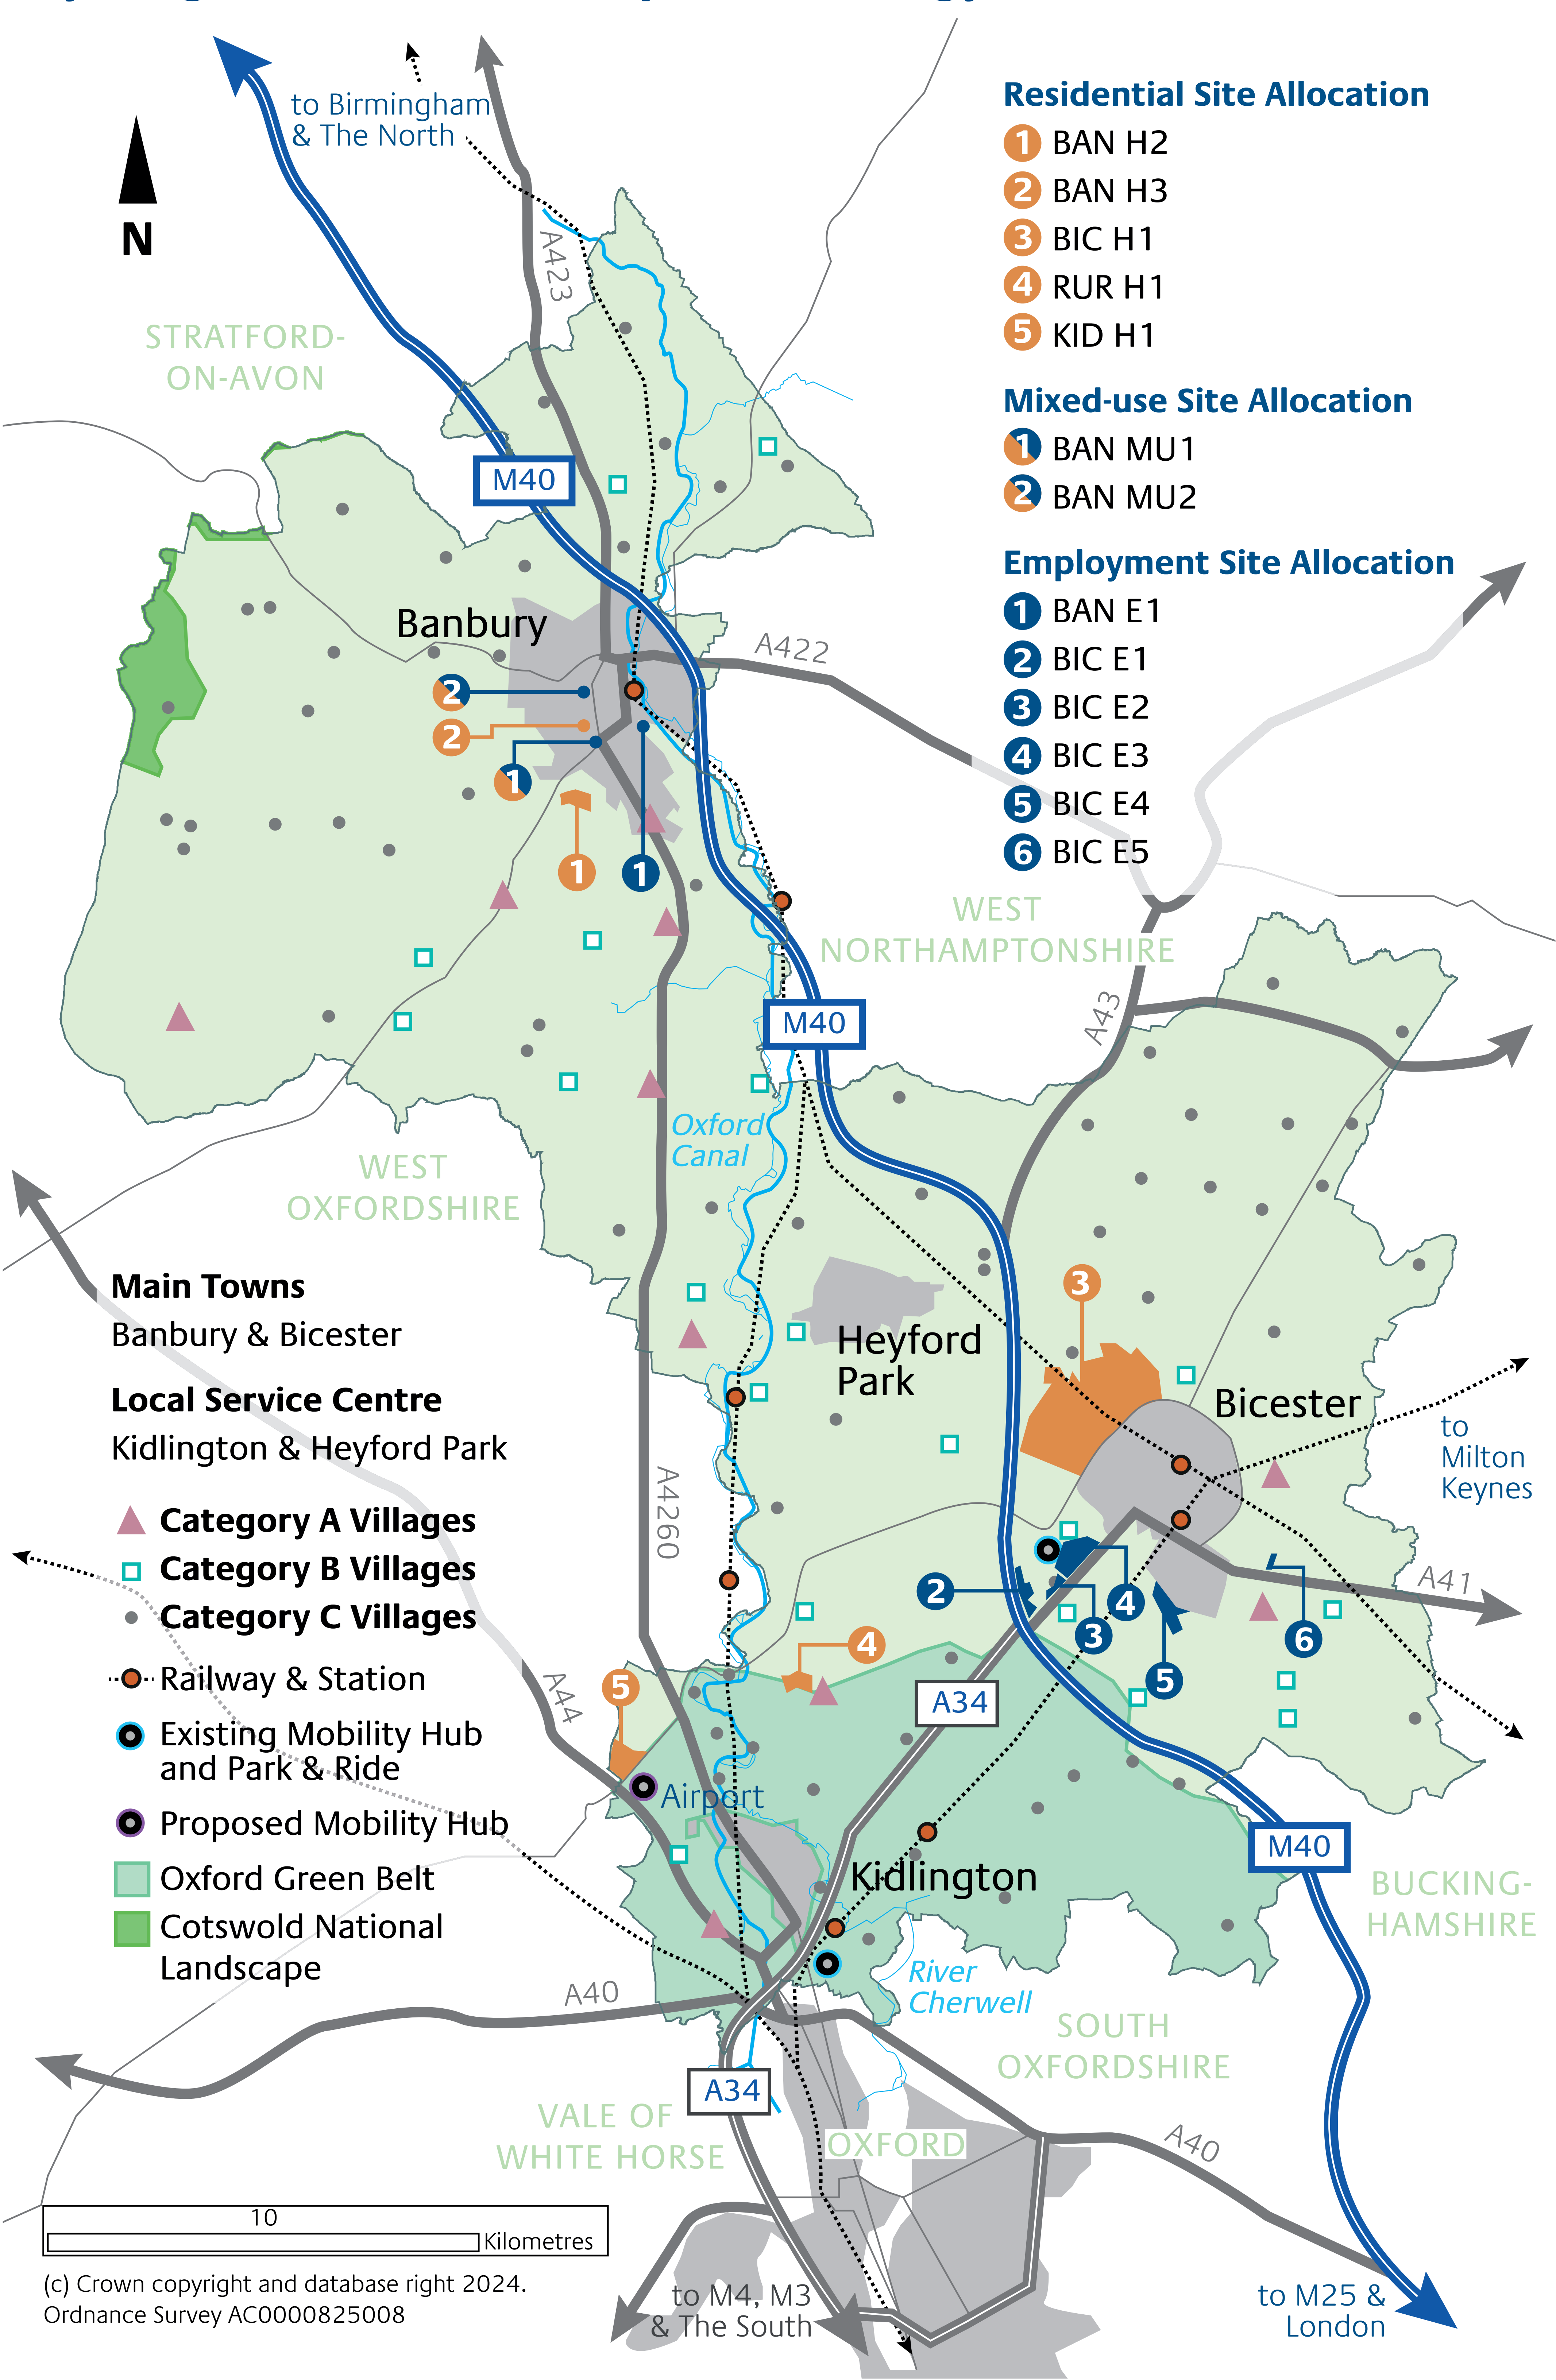 to Birmingham
& The North
N
A423
STRATFORD-
ON-AVON
M40
Banbury
A422
2
2
1
1
1
Residential Site Allocation
1 BAN H2
2 BAN H3
3 BIC H1
4 RUR H1
5 KID H1
Mixed-use Site Allocation
1 BAN MU1
2 BAN MU2
Employment Site Allocation
1 BAN E1
2 BIC E1
3 BIC E2
4 BIC E3
5 BIC E4
6 BIC E5
WEST
NORTHAMPTONSHIRE
M40
A43
Oxford
Canal
WEST
OXFORDSHIRE
3
Heyford
Park
Bicester
to
Milton
Keynes
A4260
A41
2
4
3
6
5
4
5
A34
A44
Airport
M40
Kidlington
BUCKING-
HAMSHIRE
River
Cherwell
A40
SOUTH
OXFORDSHIRE
A34
VALE OF
WHITE HORSE
OXFORD
A40
to M4, M3
& The South
to M25 &
London
Main Towns
Banbury & Bicester
Local Service Centre
Kidlington & Heyford Park
Category A Villages
Category B Villages
Category C Villages
Railway & Station
Existing Mobility Hub
and Park & Ride
Proposed Mobility Hub
Oxford Green Belt
Cotswold National
Landscape
10
Kilometres
(c) Crown copyright and database right 2024.
Ordnance Survey AC0000825008